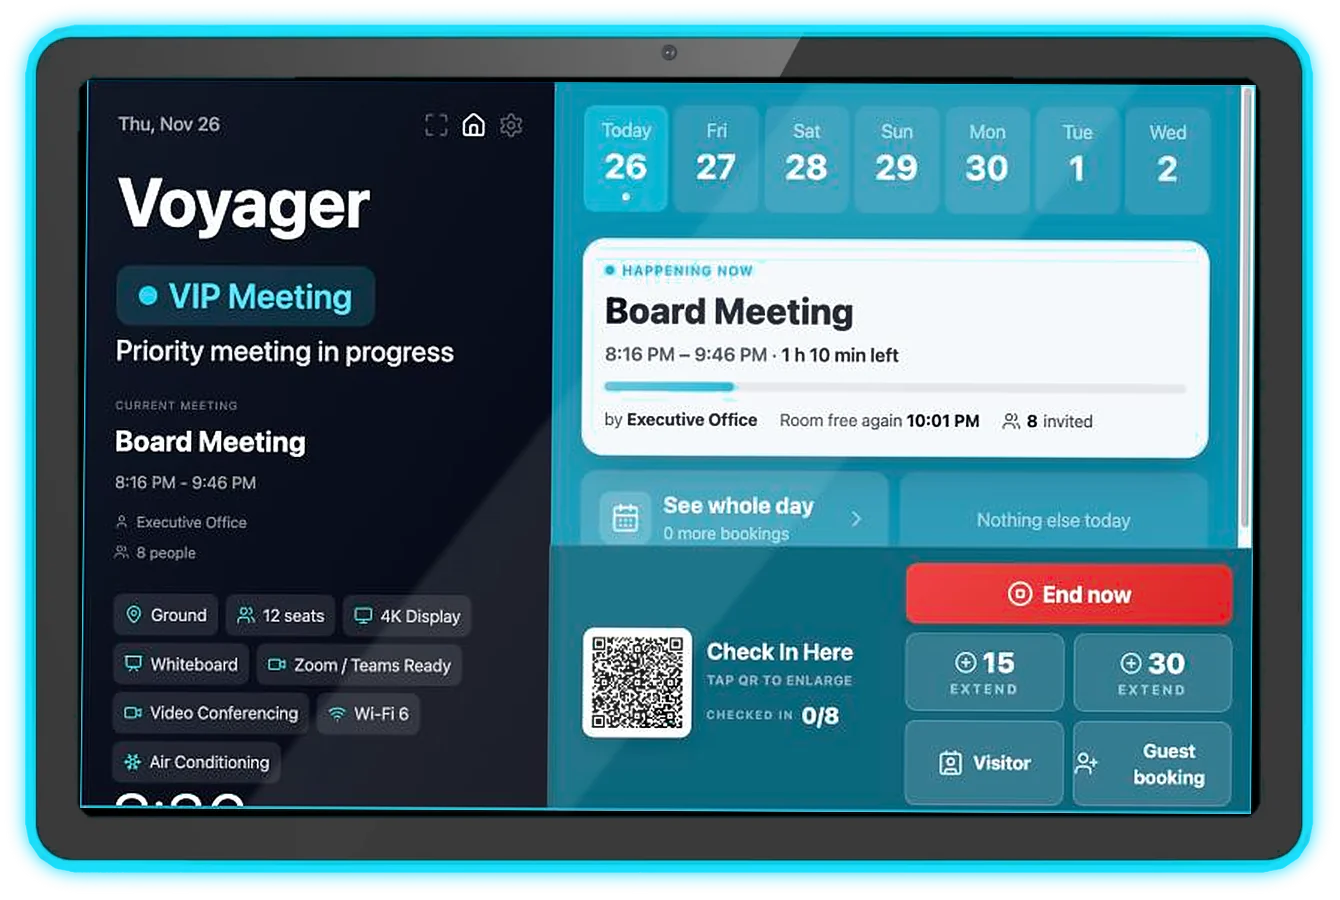 Thu, Nov 26
Voyager
VIP Meeting
Priority meeting in progress
CURRENT MEETING
Board Meeting
8:16 PM - 9:46 PM
Executive Office
8 people
Ground
12 seats
4K Display
Whiteboard
Zoom / Teams Ready
Video Conferencing
Wi-Fi 6
Air Conditioning
Today
26
Fri
27
Sat
28
Sun
29
Mon
30
Tue
1
Wed
2
HAPPENING NOW
Board Meeting
8:16 PM – 9:46 PM · 1 h 10 min left
by Executive Office
Room free again 10:01 PM
8 invited
See whole day
0 more bookings
Nothing else today
Check In Here
TAP QR TO ENLARGE
CHECKED IN 0/8
End now
15
EXTEND
30
EXTEND
Visitor
Guest
booking